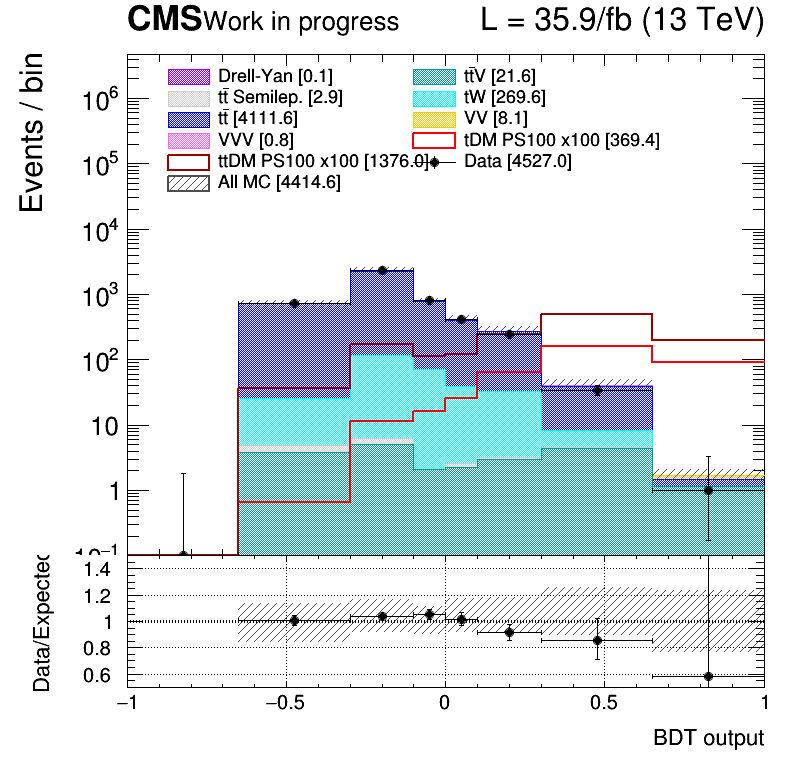 CMS Work in progress L = 35.9/fb (13 TeV)
Events / bin
Drell-Yan [0.1] tt̄V [21.6]
tt̄ Semilep. [2.9] tW [269.6]
tt̄ [4111.6] VV [8.1]
VVV [0.8] tDM PS100 x100 [369.4]
ttDM PS100 x100 [1376.0] Data [4527.0]
All MC [4414.6]
10⁶
10⁵
10⁴
10³
10²
10
1
10⁻¹
Data/Expected
1.4
1.2
1
0.8
0.6
−1 −0.5 0 0.5 1
BDT output